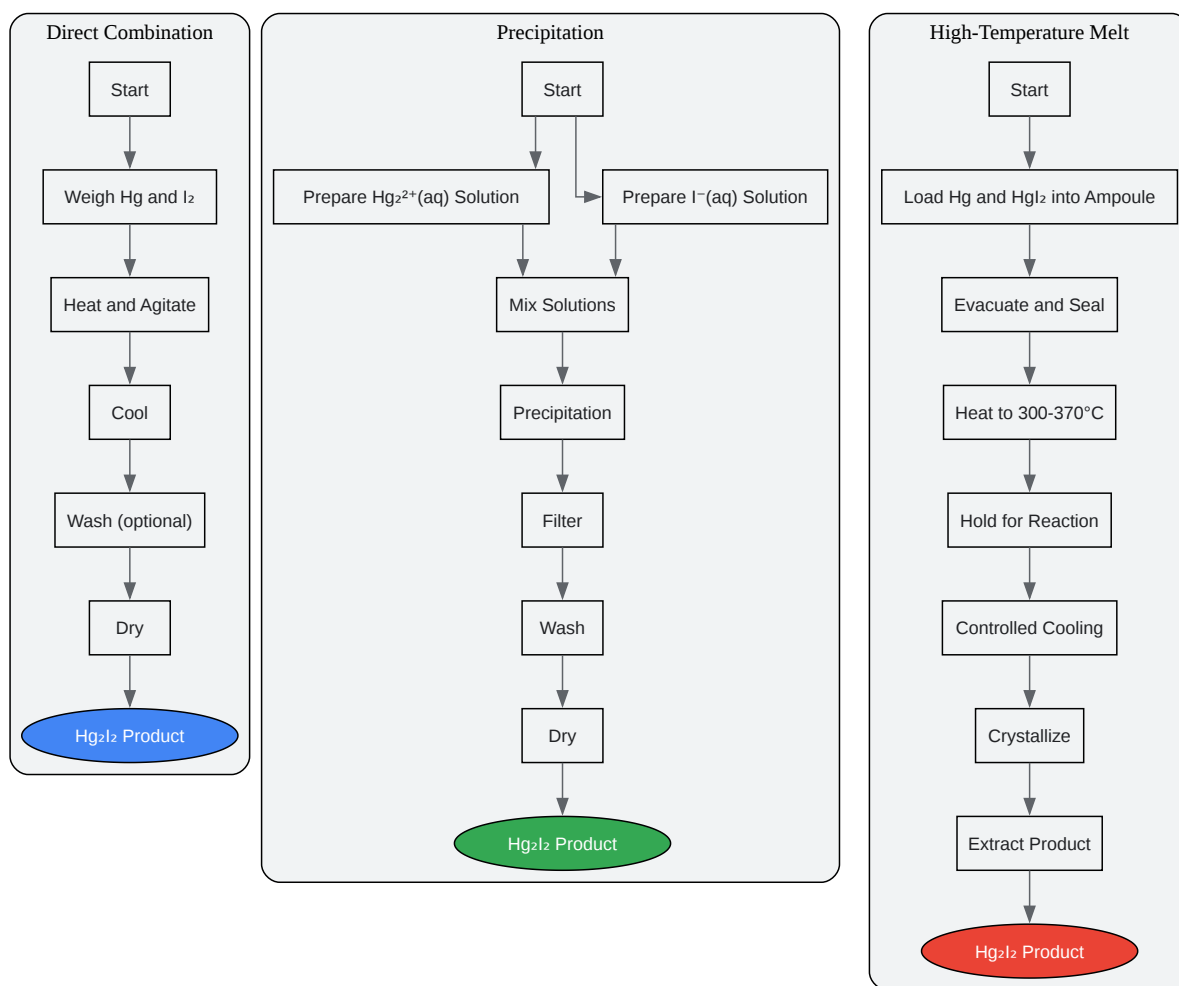 Direct Combination
Start
Weigh Hg and I₂
Heat and Agitate
Cool
Wash (optional)
Dry
Hg₂I₂ Product
Precipitation
Start
Prepare Hg₂²⁺(aq) Solution
Prepare I⁻(aq) Solution
Mix Solutions
Precipitation
Filter
Wash
Dry
Hg₂I₂ Product
High-Temperature Melt
Start
Load Hg and HgI₂ into Ampoule
Evacuate and Seal
Heat to 300-370°C
Hold for Reaction
Controlled Cooling
Crystallize
Extract Product
Hg₂I₂ Product